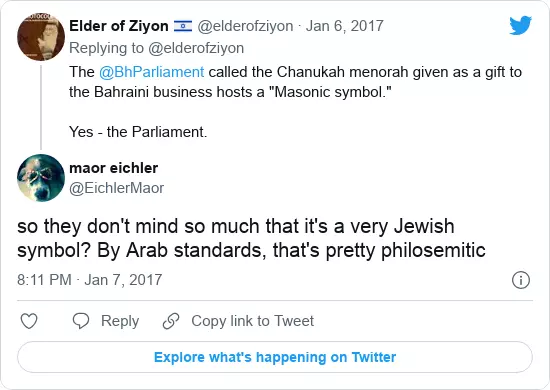 Elder of Ziyon 🇮🇱 @elderofziyon · Jan 6, 2017
Replying to @elderofziyon
The @BhParliament called the Chanukah menorah given as a gift to
the Bahraini business hosts a "Masonic symbol."
Yes - the Parliament.
maor eichler
@EichlerMaor
so they don't mind so much that it's a very Jewish
symbol? By Arab standards, that's pretty philosemitic
8:11 PM · Jan 7, 2017
Reply
Copy link to Tweet
Explore what's happening on Twitter